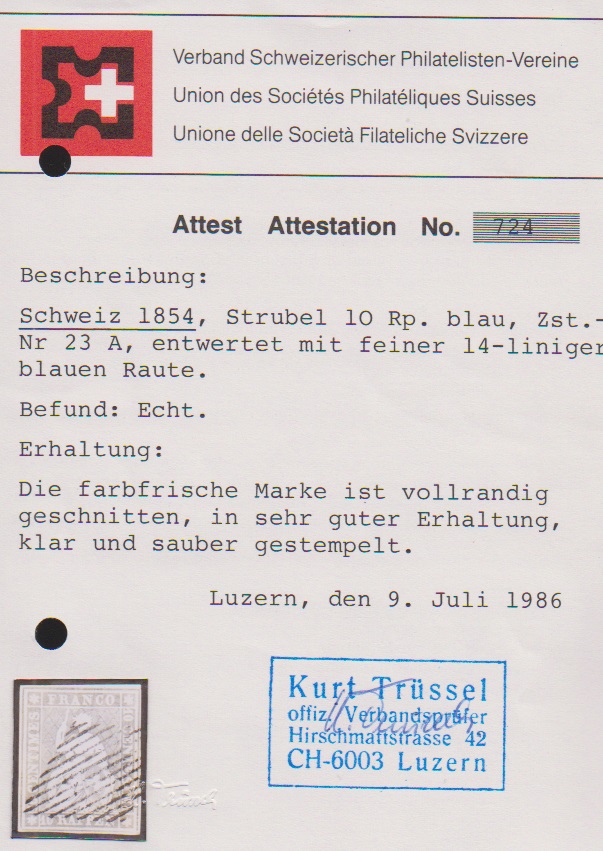 Verband Schweizerischer Philatelisten-Vereine
Union des Sociétés Philatéliques Suisses
Unione delle Società Filateliche Svizzere
Attest Attestation No. 724
Beschreibung:
Schweiz 1854, Strubel 10 Rp. blau, Zst.-
Nr 23 A, entwertet mit feiner 14-liniger
blauen Raute.
Befund: Echt.
Erhaltung:
Die farbfrische Marke ist vollrandig
geschnitten, in sehr guter Erhaltung,
klar und sauber gestempelt.
Luzern, den 9. Juli 1986
Kurt Trüssel
offiz. Verbandsprüfer
Hirschmattstrasse 42
CH-6003 Luzern
FRANCO